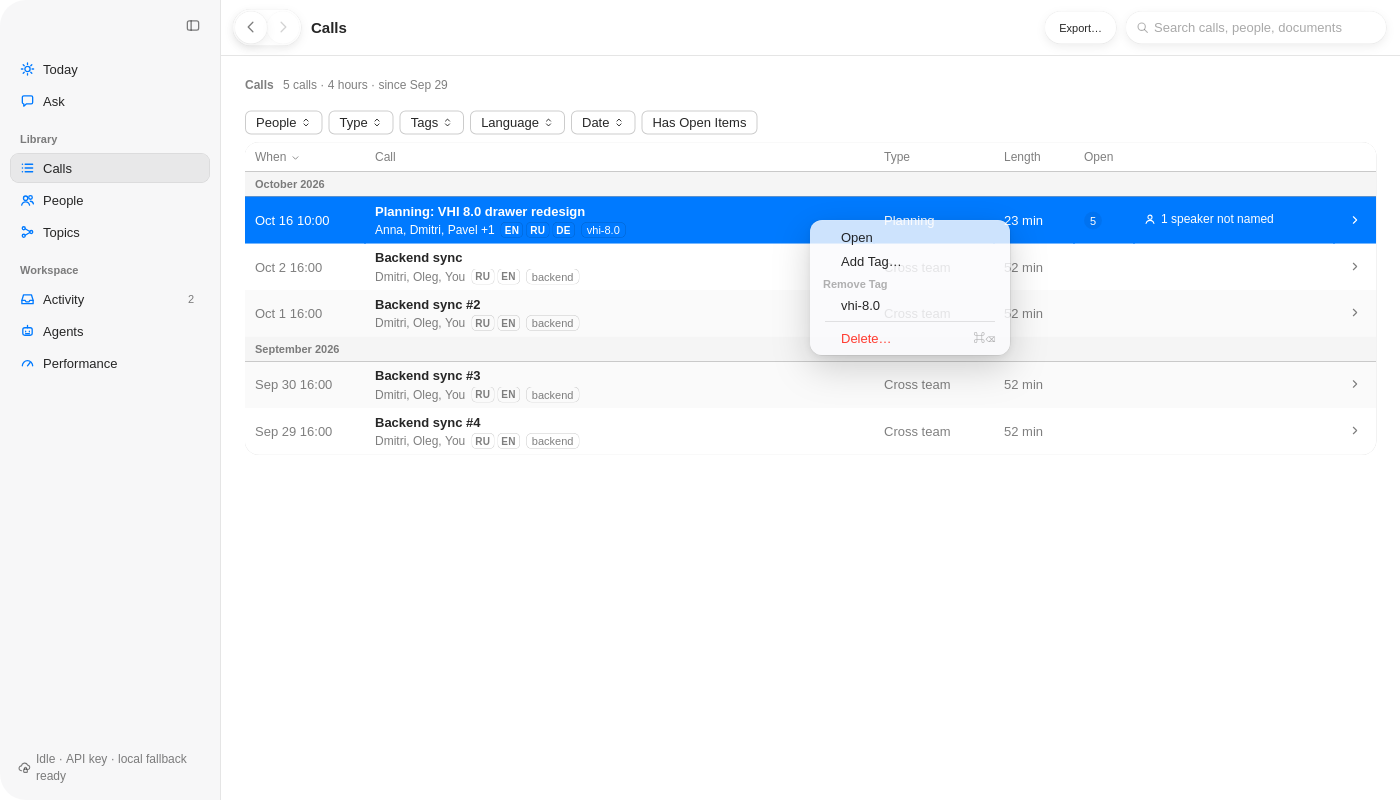 Calls
Export…
Search calls, people, documents
Today
Ask
Library
Calls
People
Topics
Workspace
Activity 2
Agents
Performance
Idle · API key · local fallback
ready
Calls 5 calls · 4 hours · since Sep 29
People Type Tags Language Date Has Open Items
When Call Type Length Open
October 2026
Oct 16 10:00 Planning: VHI 8.0 drawer redesign Planning 23 min 5 1 speaker not named
Anna, Dmitri, Pavel +1 EN RU DE vhi-8.0
Oct 2 16:00 Backend sync Cross team 52 min
Dmitri, Oleg, You RU EN backend
Oct 1 16:00 Backend sync #2 Cross team 52 min
Dmitri, Oleg, You RU EN backend
September 2026
Sep 30 16:00 Backend sync #3 Cross team 52 min
Dmitri, Oleg, You RU EN backend
Sep 29 16:00 Backend sync #4 Cross team 52 min
Dmitri, Oleg, You RU EN backend
Open
Add Tag…
Remove Tag
vhi-8.0
Delete… ⌘⌫